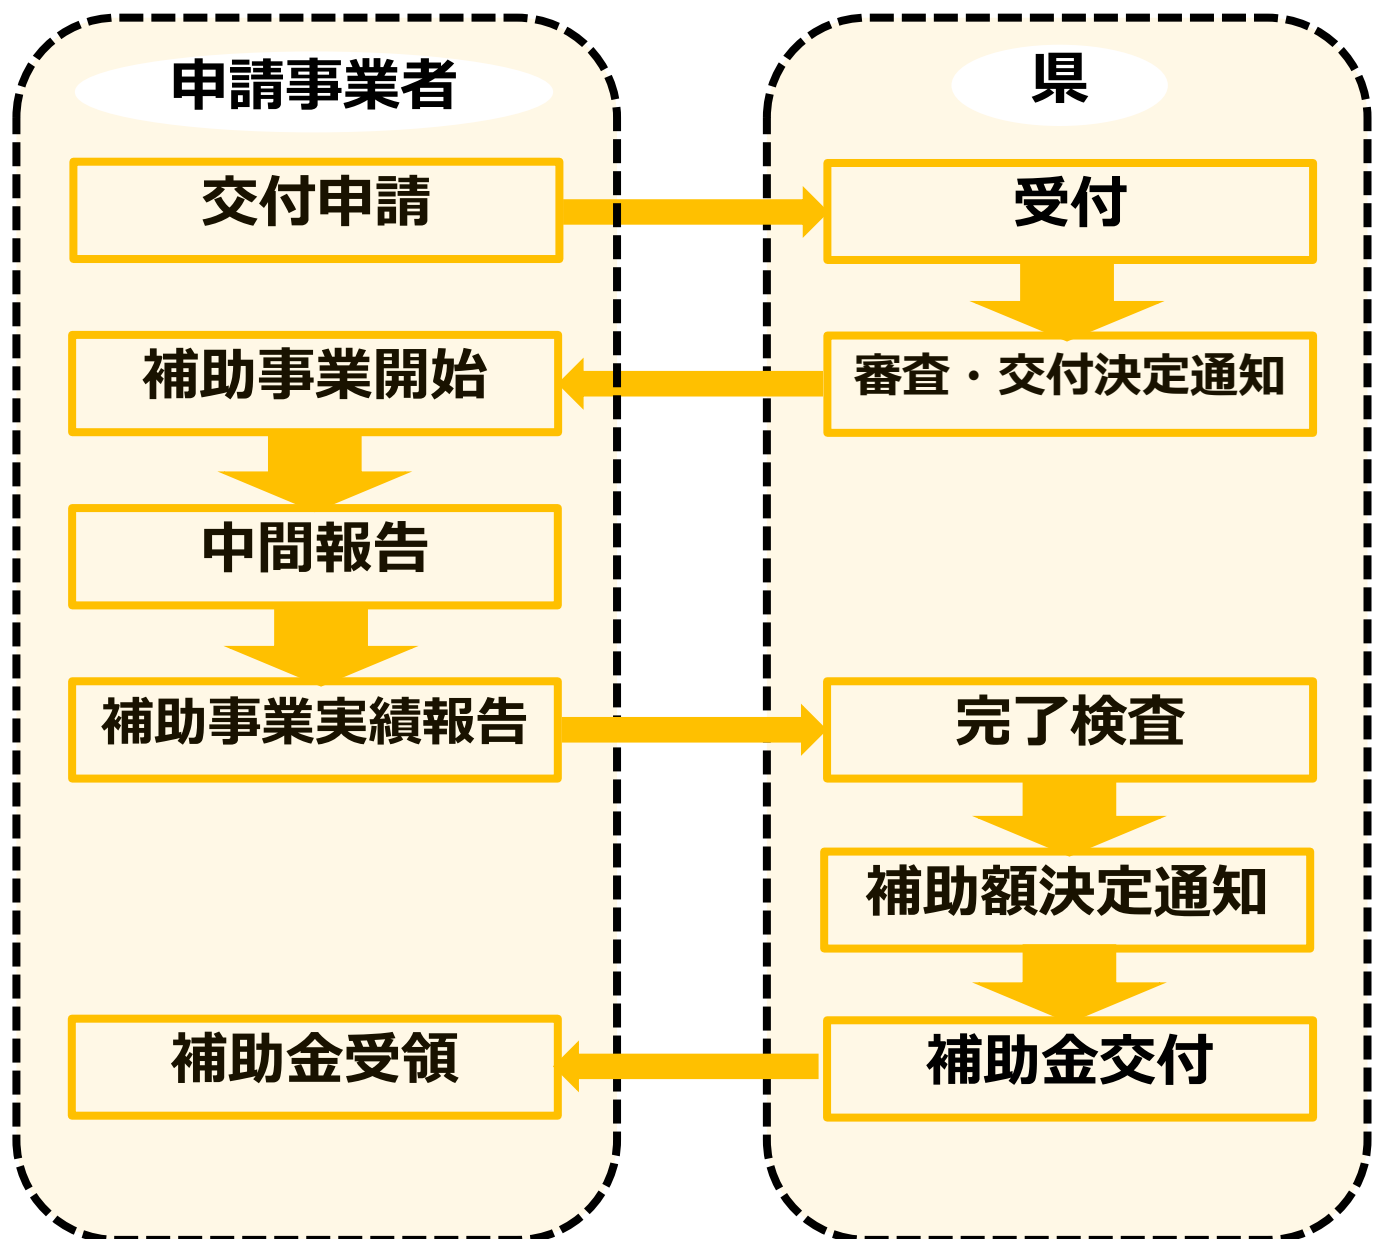 申請事業者
県
交付申請
受付
補助事業開始
審査・交付決定通知
中間報告
補助事業実績報告
完了検査
補助額決定通知
補助金受領
補助金交付